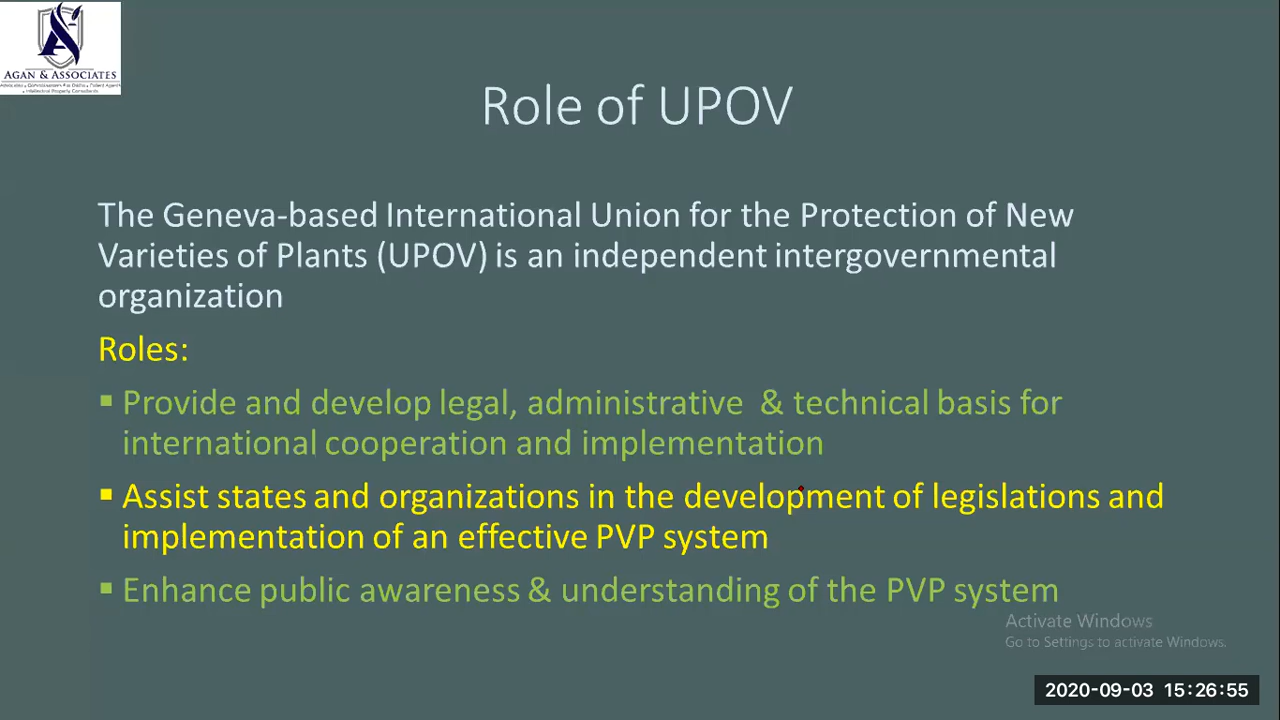 AGAN & ASSOCIATES
Role of UPOV
The Geneva-based International Union for the Protection of New
Varieties of Plants (UPOV) is an independent intergovernmental
organization
Roles:
▪ Provide and develop legal, administrative & technical basis for
international cooperation and implementation
▪ Assist states and organizations in the development of legislations and
implementation of an effective PVP system
▪ Enhance public awareness & understanding of the PVP system
Activate Windows
Go to Settings to activate Windows.
2020-09-03 15:26:55